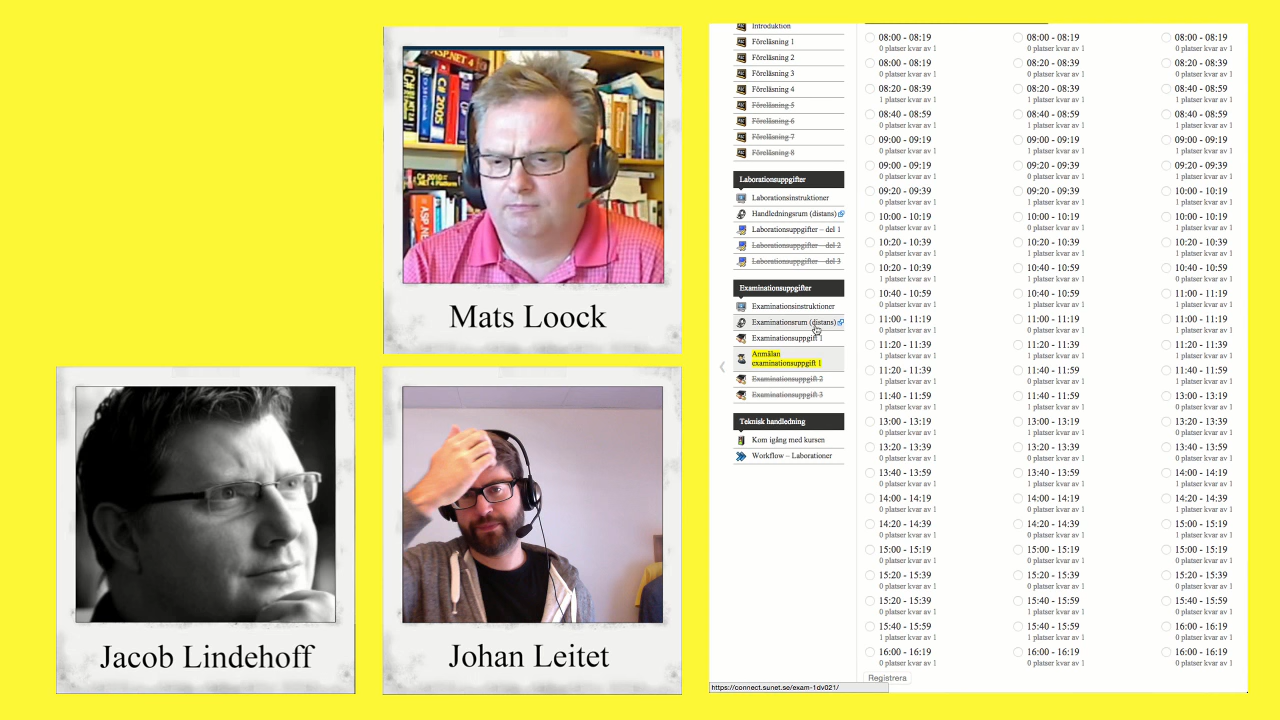 ASP.NET 4
C# 2005
C# 2010
.NET 4 Platform
ASP.NET
Mats Loock
Jacob Lindehoff
Johan Leitet
Introduktion
Föreläsning 1
Föreläsning 2
Föreläsning 3
Föreläsning 4
Föreläsning 5
Föreläsning 6
Föreläsning 7
Föreläsning 8
Laborationsuppgifter
Laborationsinstruktioner
Handledningsrum (distans)
Laborationsuppgifter – del 1
Laborationsuppgifter – del 2
Laborationsuppgifter – del 3
Examinationsuppgifter
Examinationsinstruktioner
Examinationsrum (distans)
Examinationsuppgift 1
Anmälan
examinationsuppgift 1
Examinationsuppgift 2
Examinationsuppgift 3
Teknisk handledning
Kom igång med kursen
Workflow – Laborationer
08:00 - 08:19
0 platser kvar av 1
08:00 - 08:19
0 platser kvar av 1
08:20 - 08:39
1 platser kvar av 1
08:40 - 08:59
1 platser kvar av 1
09:00 - 09:19
0 platser kvar av 1
09:00 - 09:19
0 platser kvar av 1
09:20 - 09:39
0 platser kvar av 1
10:00 - 10:19
0 platser kvar av 1
10:20 - 10:39
0 platser kvar av 1
10:20 - 10:39
1 platser kvar av 1
10:40 - 10:59
0 platser kvar av 1
11:00 - 11:19
0 platser kvar av 1
11:20 - 11:39
1 platser kvar av 1
11:20 - 11:39
1 platser kvar av 1
11:40 - 11:59
1 platser kvar av 1
13:00 - 13:19
0 platser kvar av 1
13:20 - 13:39
0 platser kvar av 1
13:40 - 13:59
0 platser kvar av 1
14:00 - 14:19
0 platser kvar av 1
14:20 - 14:39
0 platser kvar av 1
15:00 - 15:19
0 platser kvar av 1
15:20 - 15:39
0 platser kvar av 1
15:20 - 15:39
0 platser kvar av 1
15:40 - 15:59
1 platser kvar av 1
16:00 - 16:19
0 platser kvar av 1
08:00 - 08:19
0 platser kvar av 1
08:20 - 08:39
0 platser kvar av 1
08:20 - 08:39
1 platser kvar av 1
08:40 - 08:59
1 platser kvar av 1
09:00 - 09:19
1 platser kvar av 1
09:20 - 09:39
0 platser kvar av 1
09:20 - 09:39
0 platser kvar av 1
10:00 - 10:19
0 platser kvar av 1
10:20 - 10:39
0 platser kvar av 1
10:40 - 10:59
1 platser kvar av 1
10:40 - 10:59
1 platser kvar av 1
11:00 - 11:19
0 platser kvar av 1
11:20 - 11:39
1 platser kvar av 1
11:40 - 11:59
1 platser kvar av 1
11:40 - 11:59
1 platser kvar av 1
13:00 - 13:19
1 platser kvar av 1
13:20 - 13:39
0 platser kvar av 1
13:40 - 13:59
1 platser kvar av 1
14:00 - 14:19
0 platser kvar av 1
14:20 - 14:39
0 platser kvar av 1
15:00 - 15:19
0 platser kvar av 1
15:20 - 15:39
0 platser kvar av 1
15:40 - 15:59
1 platser kvar av 1
15:40 - 15:59
1 platser kvar av 1
16:00 - 16:19
0 platser kvar av 1
08:00 - 08:19
0 platser kvar av 1
08:20 - 08:39
0 platser kvar av 1
08:40 - 08:59
1 platser kvar av 1
08:40 - 08:59
1 platser kvar av 1
09:00 - 09:19
1 platser kvar av 1
09:20 - 09:39
0 platser kvar av 1
10:00 - 10:19
1 platser kvar av 1
10:00 - 10:19
1 platser kvar av 1
10:20 - 10:39
0 platser kvar av 1
10:40 - 10:59
0 platser kvar av 1
11:00 - 11:19
1 platser kvar av 1
11:00 - 11:19
1 platser kvar av 1
11:20 - 11:39
1 platser kvar av 1
11:40 - 11:59
1 platser kvar av 1
13:00 - 13:19
0 platser kvar av 1
13:20 - 13:39
0 platser kvar av 1
13:40 - 13:59
0 platser kvar av 1
14:00 - 14:19
1 platser kvar av 1
14:20 - 14:39
1 platser kvar av 1
15:00 - 15:19
0 platser kvar av 1
15:00 - 15:19
0 platser kvar av 1
15:20 - 15:39
0 platser kvar av 1
15:40 - 15:59
1 platser kvar av 1
16:00 - 16:19
0 platser kvar av 1
16:00 - 16:19
0 platser kvar av 1
Registrera
https://connect.sunet.se/exam-1dv021/